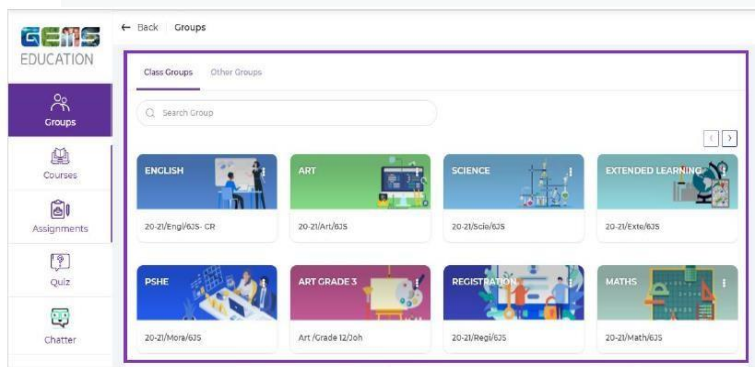 GEMS
EDUCATION
← Back Groups
Groups
Courses
Assignments
Quiz
Chatter
Class Groups Other Groups
Search Group
ENGLISH
20-21/Engl/6JS- CR
ART
20-21/Art/6JS
SCIENCE
20-21/Scie/6JS
EXTENDED LEARNING
20-21/Exte/6JS
PSHE
20-21/Mora/6JS
ART GRADE 3
Art /Grade 12/Joh
REGISTRATION
20-21/Regi/6JS
MATHS
20-21/Math/6JS